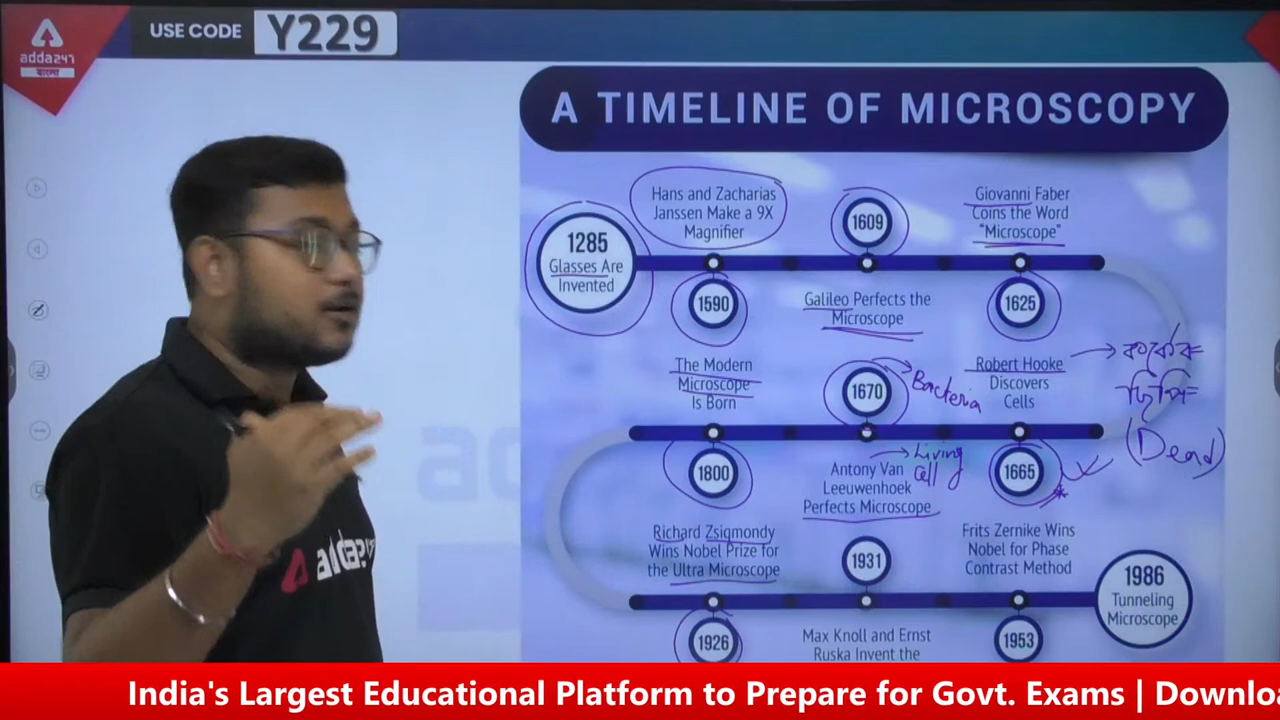 adda247
বাংলা
USE CODE
Y229
A TIMELINE OF MICROSCOPY
1285
Glasses Are
Invented
Hans and Zacharias
Janssen Make a 9X
Magnifier
1590
1609
Galileo Perfects the
Microscope
Giovanni Faber
Coins the Word
"Microscope"
1625
Robert Hooke
Discovers
Cells
1665
(Dead)
1670
Bacteria
Living
Cell
Antony Van
Leeuwenhoek
Perfects Microscope
The Modern
Microscope
Is Born
1800
Richard Zsigmondy
Wins Nobel Prize for
the Ultra Microscope
1926
1931
Max Knoll and Ernst
Ruska Invent the
Frits Zernike Wins
Nobel for Phase
Contrast Method
1953
1986
Tunneling
Microscope
India's Largest Educational Platform to Prepare for Govt. Exams | Downlo